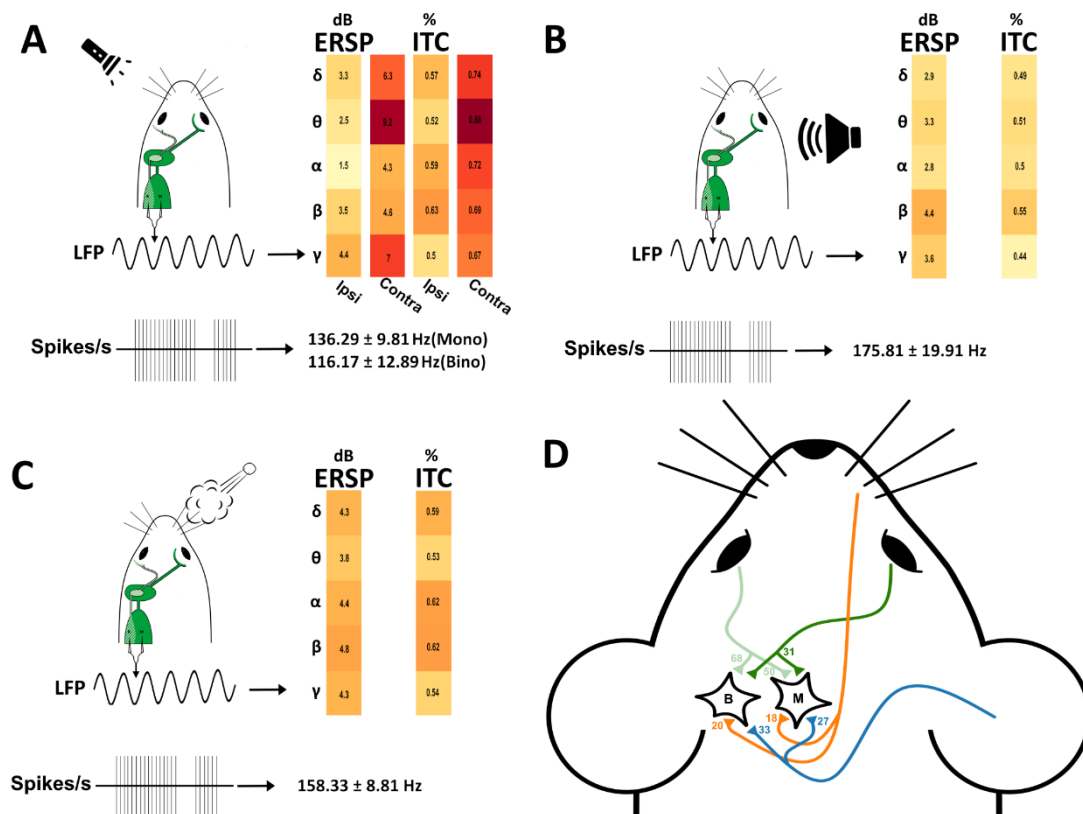 A
dB % 
ERSP ITC
δ 3.3 6.3 0.57 0.74
θ 2.5 9.2 0.52 0.88
α 1.5 4.3 0.59 0.72
β 3.5 4.6 0.63 0.69
LFP γ 4.4 7 0.5 0.67
Ipsi Contra Ipsi Contra
Spikes/s 136.29 ± 9.81 Hz(Mono)
116.17 ± 12.89 Hz(Bino)
B
dB %
ERSP ITC
δ 2.9 0.49
θ 3.3 0.51
α 2.8 0.5
β 4.4 0.55
LFP γ 3.6 0.44
Spikes/s 175.81 ± 19.91 Hz
C
dB %
ERSP ITC
δ 4.3 0.59
θ 3.8 0.53
α 4.4 0.62
β 4.8 0.62
LFP γ 4.3 0.54
Spikes/s 158.33 ± 8.81 Hz
D
31
68 50
B M
20 33 18 27